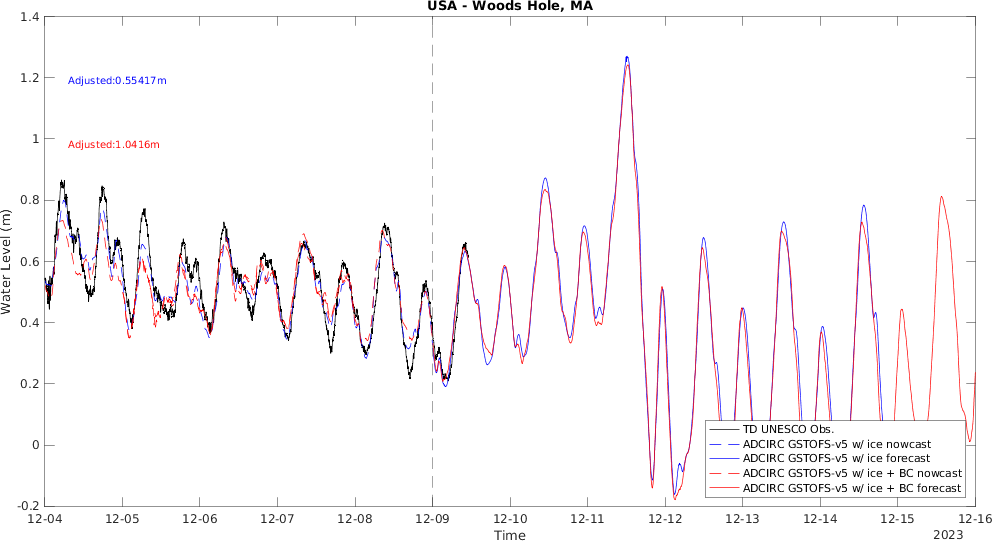 USA - Woods Hole, MA
1.4
1.2
1
0.8
0.6
0.4
0.2
0
-0.2
Water Level (m)
Adjusted:0.55417m
Adjusted:1.0416m
TD UNESCO Obs.
ADCIRC GSTOFS-v5 w/ ice nowcast
ADCIRC GSTOFS-v5 w/ ice forecast
ADCIRC GSTOFS-v5 w/ ice + BC nowcast
ADCIRC GSTOFS-v5 w/ ice + BC forecast
12-04 12-05 12-06 12-07 12-08 12-09 12-10 12-11 12-12 12-13 12-14 12-15 12-16
Time
2023